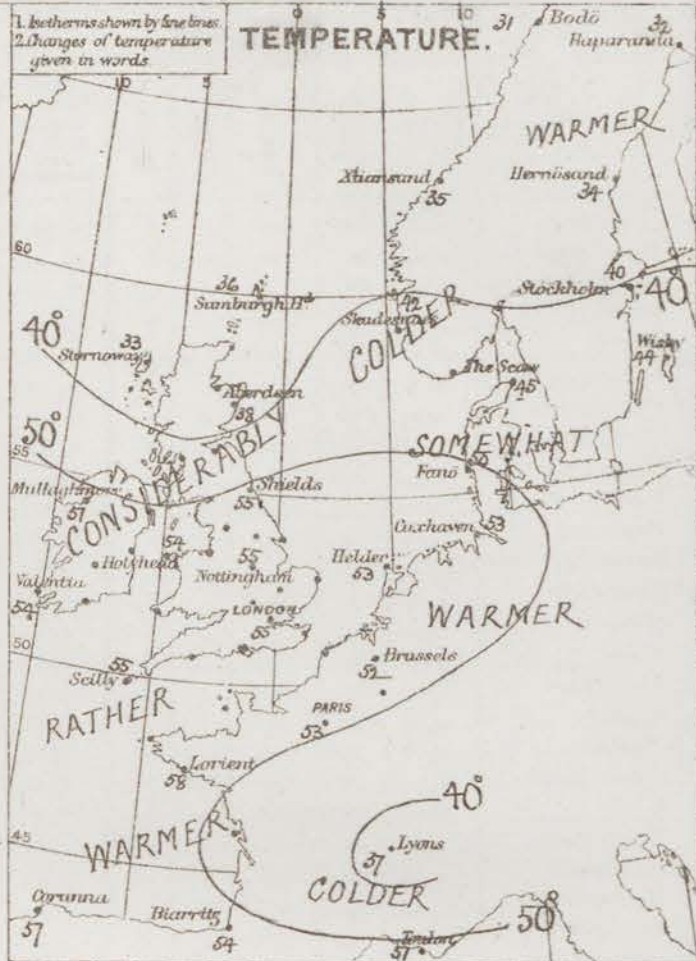 1. Isotherms shown by fine lines.
2. Changes of temperature
given in words
TEMPERATURE.
31 Bodö
32
Haparanda
10 5 0 5 10
WARMER
Xtiansand
35
Hernösand
34
60
36
Sumburgh Hd.
40
Stockholm
40°
42
Skudesnaes
COLDER
40°
33
Stornoway
Wisby
44
The Scaw
45
Aberdeen
38
50°
CONSIDERABLY
SOMEWHAT
55
50
Fanö
Shields
55
Mullaghmore
51
Cuxhaven
53
54
Holyhead
55
Nottingham
Helder
53
Valentia
54
LONDON
55
WARMER
50
55
Scilly
Brussels
52
RATHER
PARIS
53
Lorient
58
40°
WARMER
45
Lyons
37
COLDER
Corunna
57
Biarritz
54
50°
Toulon
51